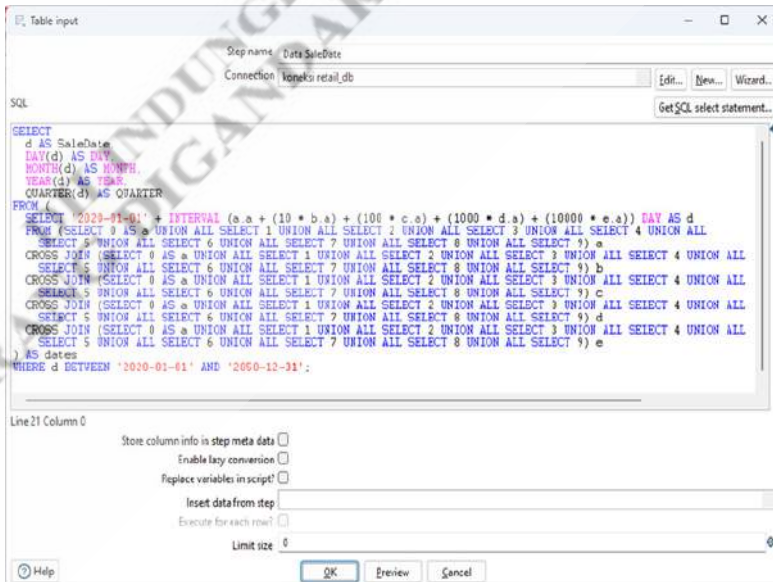 Table input
Step name Data SaleDate
Connection koneksi retail_db Edit... New... Wizard...
SQL Get SQL select statement...
SELECT
d AS SaleDate,
DAY(d) AS DAY,
MONTH(d) AS MONTH,
YEAR(d) AS YEAR,
QUARTER(d) AS QUARTER
FROM (
SELECT '2020-01-01' + INTERVAL (a.a + (10 * b.a) + (100 * c.a) + (1000 * d.a) + (10000 * e.a)) DAY AS d
FROM (SELECT 0 AS a UNION ALL SELECT 1 UNION ALL SELECT 2 UNION ALL SELECT 3 UNION ALL SELECT 4 UNION ALL
SELECT 5 UNION ALL SELECT 6 UNION ALL SELECT 7 UNION ALL SELECT 8 UNION ALL SELECT 9) a
CROSS JOIN (SELECT 0 AS a UNION ALL SELECT 1 UNION ALL SELECT 2 UNION ALL SELECT 3 UNION ALL SELECT 4 UNION ALL
SELECT 5 UNION ALL SELECT 6 UNION ALL SELECT 7 UNION ALL SELECT 8 UNION ALL SELECT 9) b
CROSS JOIN (SELECT 0 AS a UNION ALL SELECT 1 UNION ALL SELECT 2 UNION ALL SELECT 3 UNION ALL SELECT 4 UNION ALL
SELECT 5 UNION ALL SELECT 6 UNION ALL SELECT 7 UNION ALL SELECT 8 UNION ALL SELECT 9) c
CROSS JOIN (SELECT 0 AS a UNION ALL SELECT 1 UNION ALL SELECT 2 UNION ALL SELECT 3 UNION ALL SELECT 4 UNION ALL
SELECT 5 UNION ALL SELECT 6 UNION ALL SELECT 7 UNION ALL SELECT 8 UNION ALL SELECT 9) d
CROSS JOIN (SELECT 0 AS a UNION ALL SELECT 1 UNION ALL SELECT 2 UNION ALL SELECT 3 UNION ALL SELECT 4 UNION ALL
SELECT 5 UNION ALL SELECT 6 UNION ALL SELECT 7 UNION ALL SELECT 8 UNION ALL SELECT 9) e
) AS dates
WHERE d BETWEEN '2020-01-01' AND '2050-12-31';
Line 21 Column 0
Store column info in step meta data
Enable lazy conversion
Replace variables in script?
Insert data from step
Execute for each row?
Limit size 0
Help OK Preview Cancel